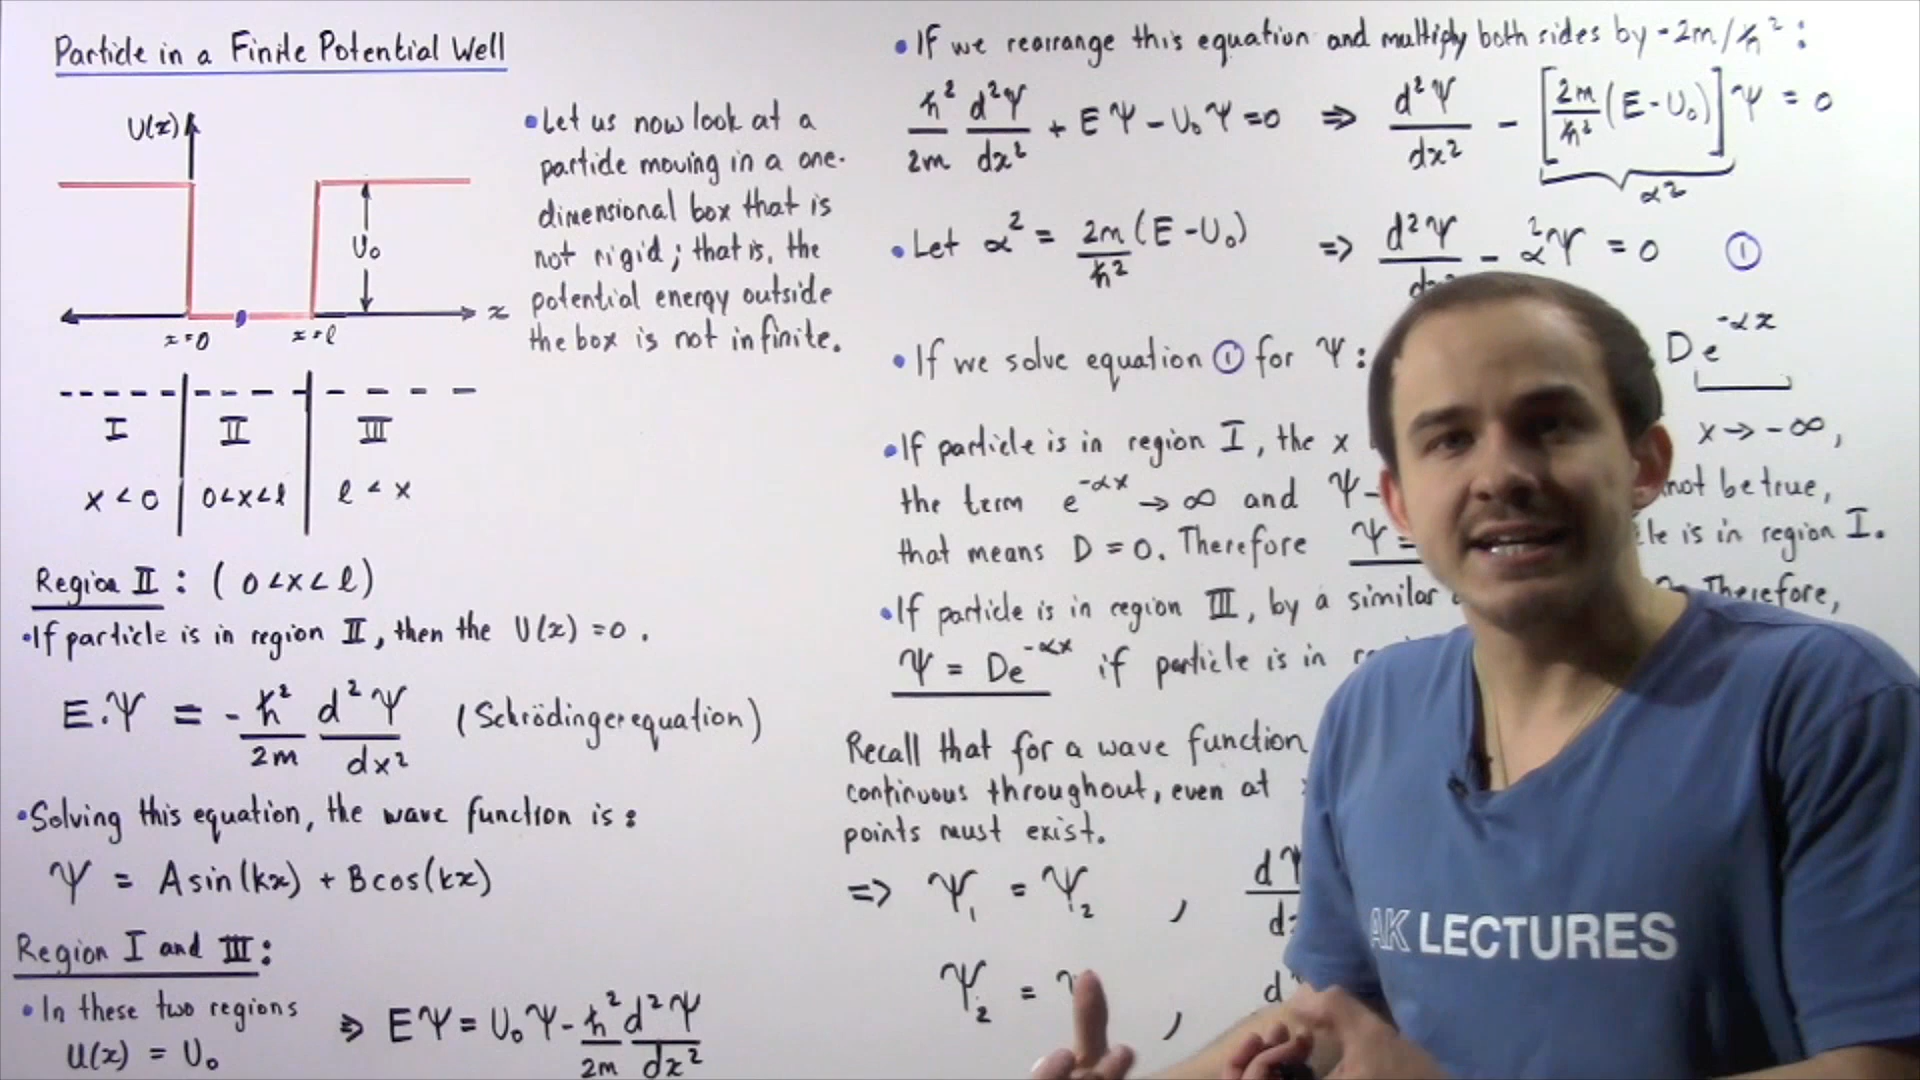 Particle in a Finite Potential Well
U(x)
U₀
x
x=0
x=l
I
II
III
x < 0
0<x<l
l < x
• Let us now look at a
particle moving in a one-
dimensional box that is
not rigid; that is, the
potential energy outside
the box is not infinite.
Region II : ( 0<x<l )
• If particle is in region II, then the U(x) = 0.
E·Ψ = - ħ²/2m d²Ψ/dx² (Schrödinger equation)
• Solving this equation, the wave function is:
Ψ = A sin(kx) + B cos(kx)
Region I and III:
• In these two regions
U(x) = U₀
⇒ EΨ = U₀Ψ - ħ²/2m d²Ψ/dx²
• If we rearrange this equation and multiply both sides by -2m/ħ² :
ħ²/2m d²Ψ/dx² + EΨ - U₀Ψ = 0 ⇒ d²Ψ/dx² - [2m/ħ² (E - U₀)] Ψ = 0
α²
• Let α² = 2m/ħ² (E - U₀) ⇒ d²Ψ/dx² - α²Ψ = 0 ①
• If we solve equation ① for Ψ: De^-αx
• If particle is in region I, the x x → -∞,
the term e^-αx → ∞ and Ψ not be true,
that means D = 0. Therefore Ψ = is in region I.
• If particle is in region III, by a similar Therefore,
Ψ = De^-αx if particle is in
Recall that for a wave function
continuous throughout, even at
points must exist.
⇒ Ψ₁ = Ψ₂ , dΨ
Ψ₂ = , d
AK LECTURES